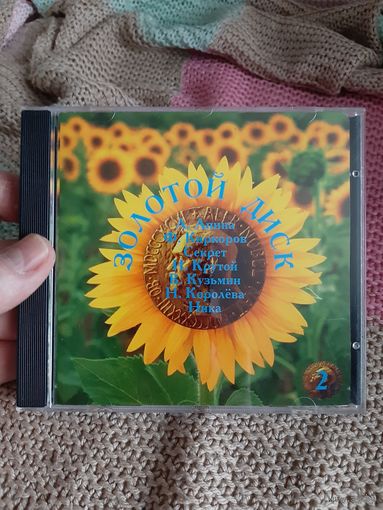 ЗОЛОТОЙ ДИСК
А. Апина
Ф. Киркоров
Секрет
И. Крутой
В. Кузьмин
Н. Королёва
Ника
2